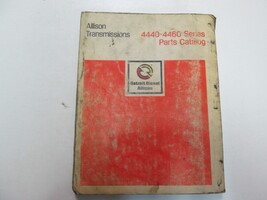 Allison
Transmissions
4440-4460 Series
Parts Catalog
Detroit Diesel
Allison